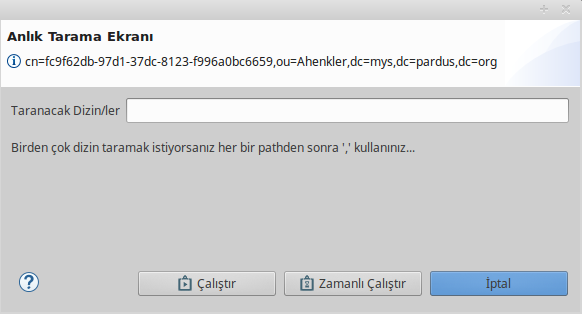 Anlık Tarama Ekranı
cn=fc9f62db-97d1-37dc-8123-f996a0bc6659,ou=Ahenkler,dc=mys,dc=pardus,dc=org
Taranacak Dizin/ler
Birden çok dizin taramak istiyorsanız her bir pathden sonra ',' kullanınız...
Çalıştır Zamanlı Çalıştır İptal